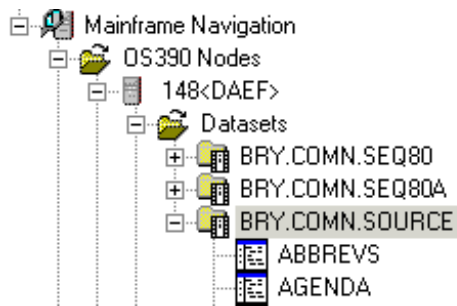 Mainframe Navigation
OS390 Nodes
148<DAEF>
Datasets
BRY.COMN.SEQ80
BRY.COMN.SEQ80A
BRY.COMN.SOURCE
ABBREVS
AGENDA